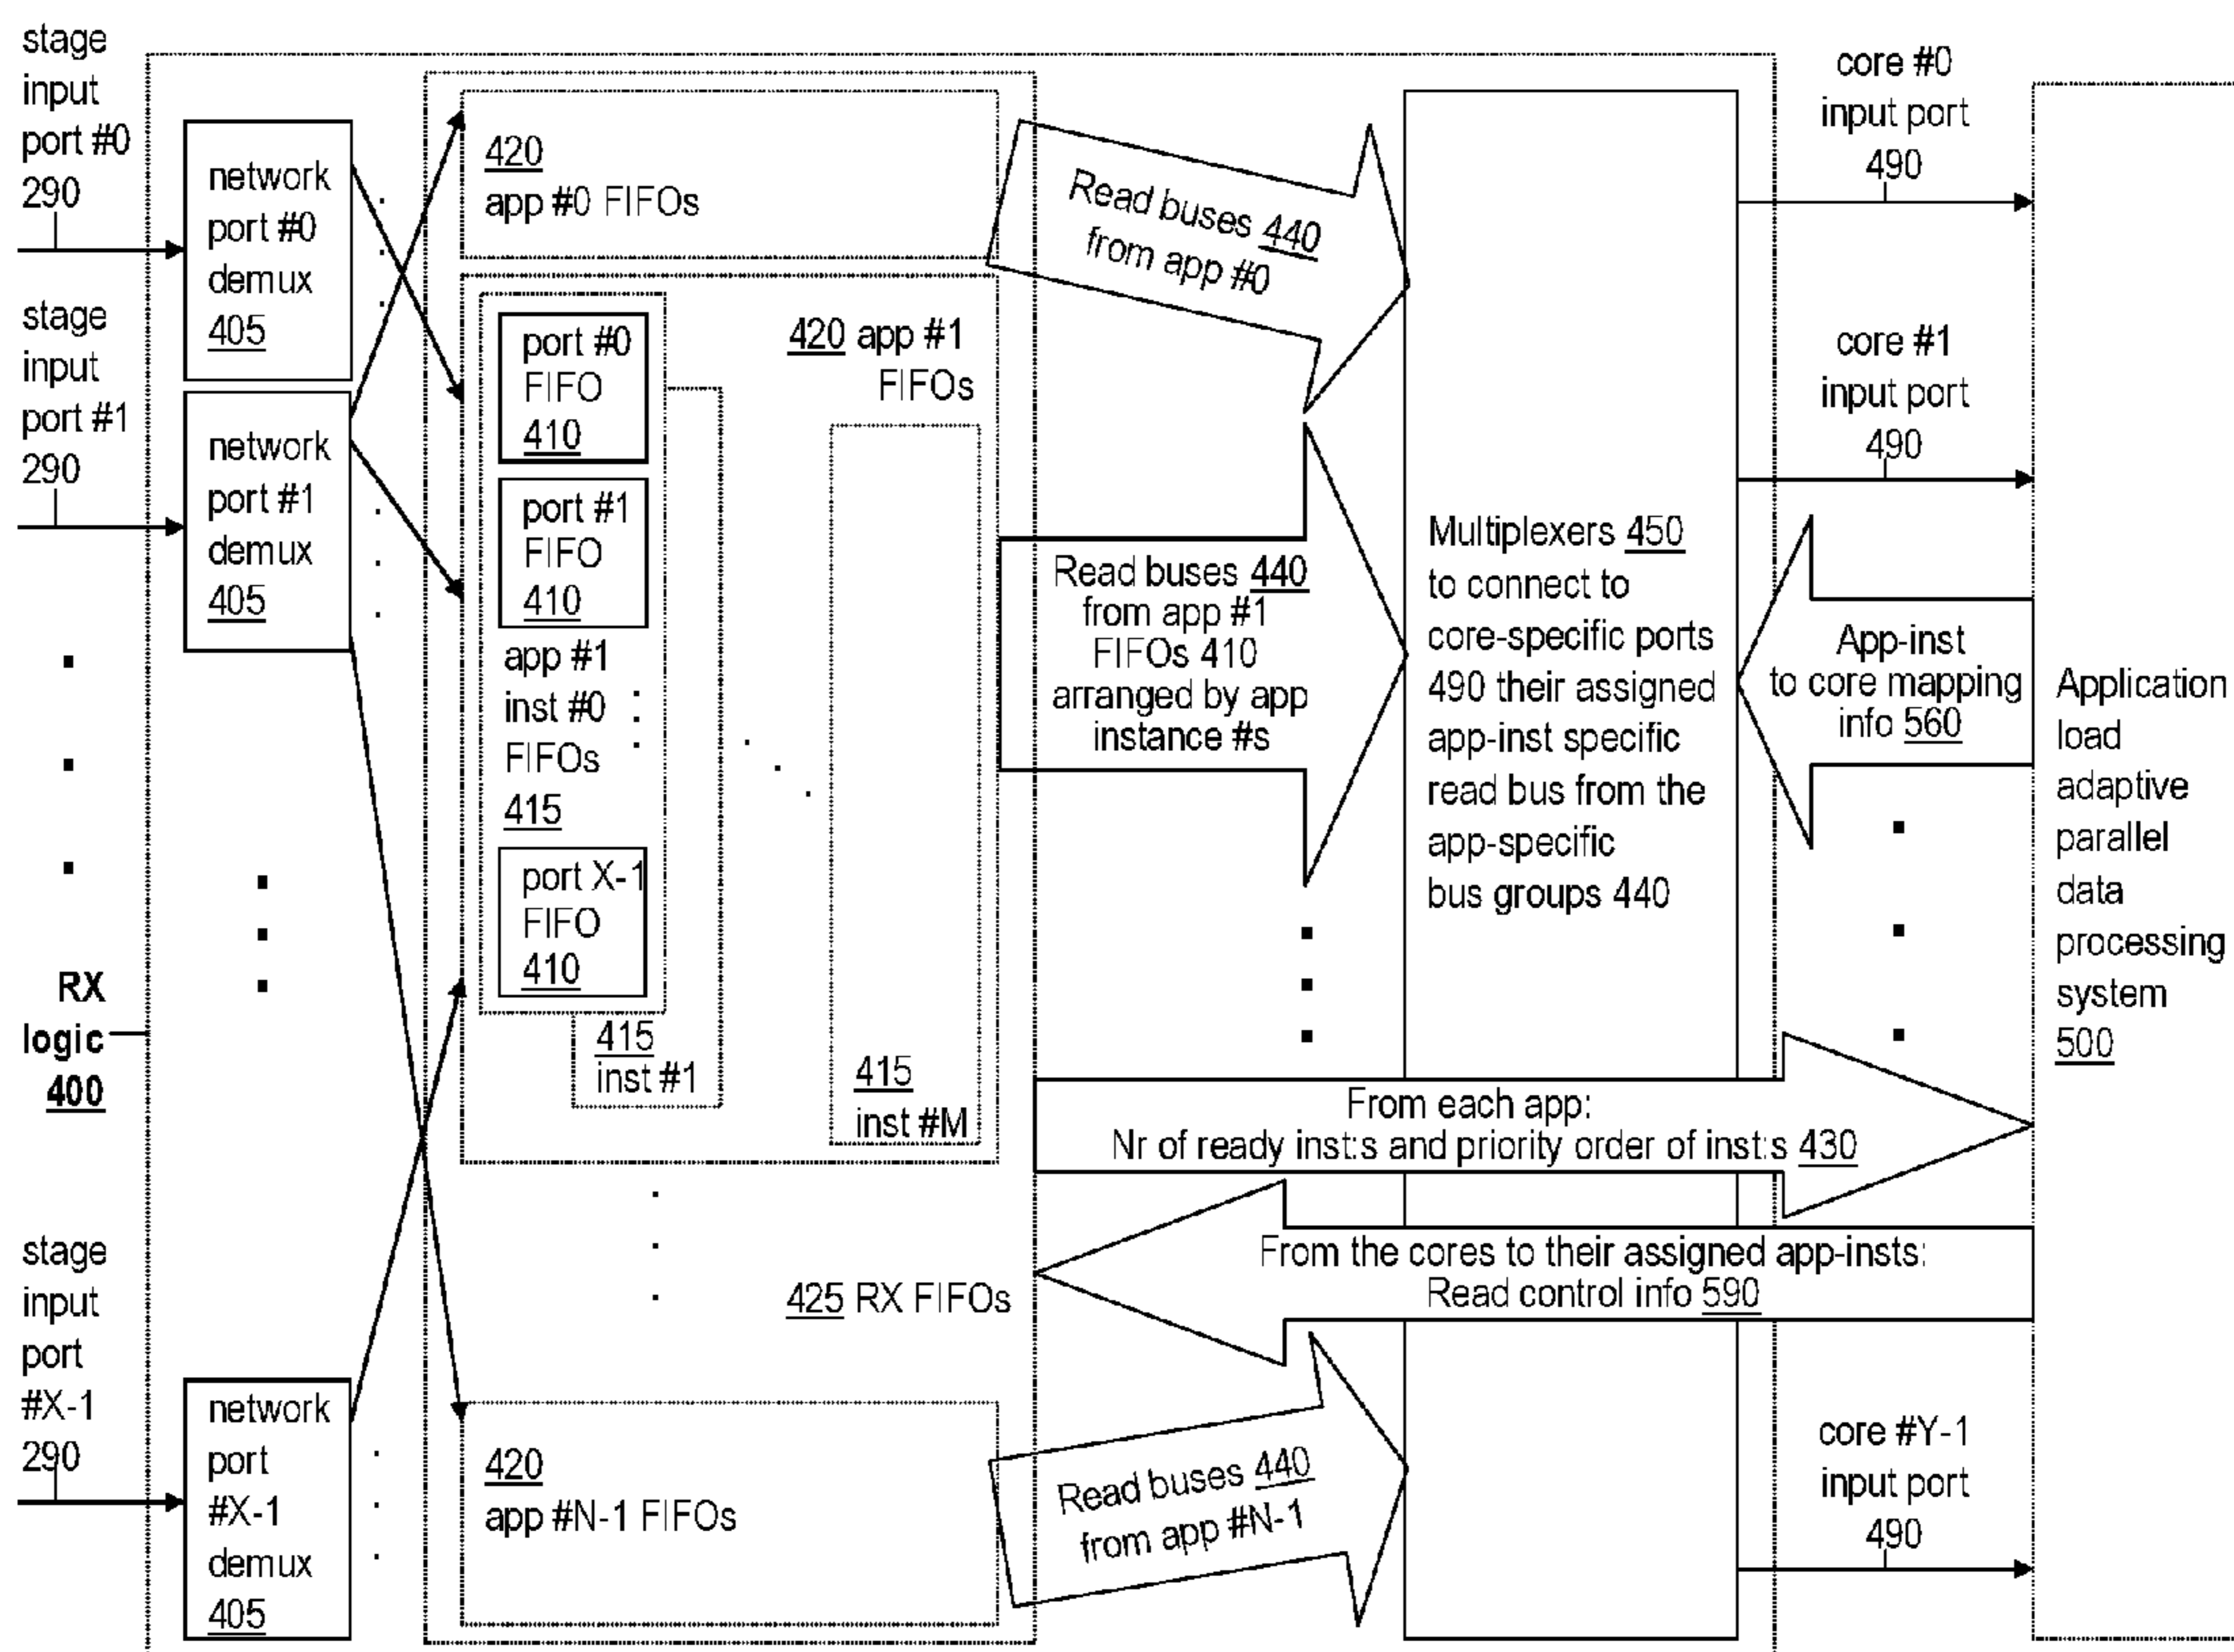 stage
input
port #0
290
network
port #0
demux
405
stage
input
port #1
290
network
port #1
demux
405
RX
logic
400
stage
input
port
#X-1
290
network
port
#X-1
demux
405
420
app #0 FIFOs
port #0
FIFO
410
port #1
FIFO
410
app #1
inst #0
FIFOs
415
port X-1
FIFO
410
415
inst #1
420 app #1
FIFOs
415
inst #M
425 RX FIFOs
420
app #N-1 FIFOs
Read buses 440
from app #0
Read buses 440
from app #1
FIFOs 410
arranged by app
instance #s
Multiplexers 450
to connect to
core-specific ports
490 their assigned
app-inst specific
read bus from the
app-specific
bus groups 440
From each app:
Nr of ready inst:s and priority order of inst:s 430
From the cores to their assigned app-insts:
Read control info 590
Read buses 440
from app #N-1
core #0
input port
490
core #1
input port
490
App-inst
to core mapping
info 560
core #Y-1
input port
490
Application
load
adaptive
parallel
data
processing
system
500